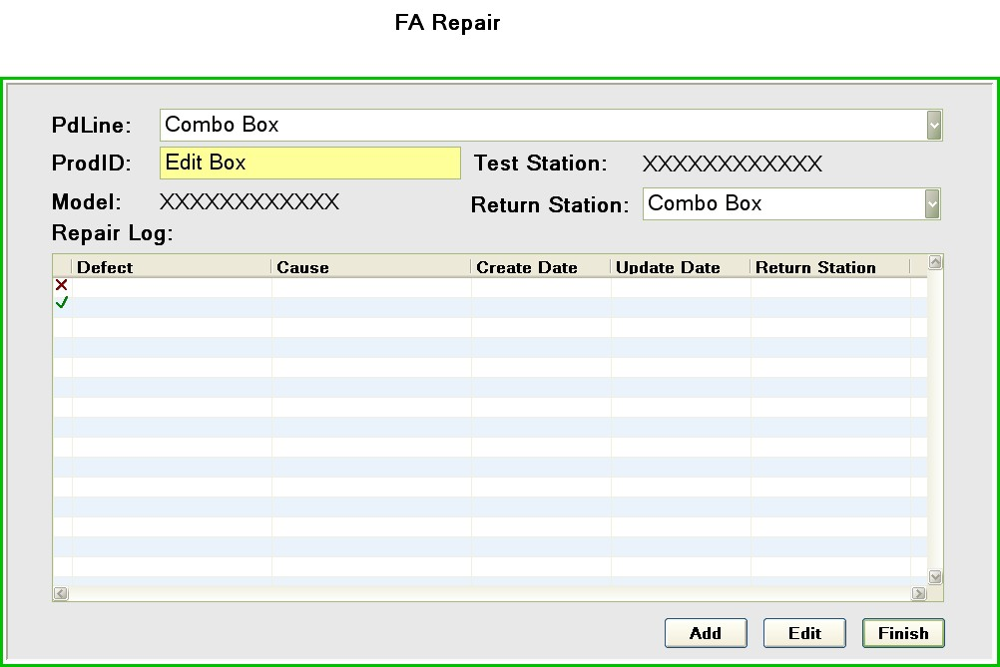 FA Repair
PdLine: Combo Box
ProdID: Edit Box Test Station: XXXXXXXXXXXX
Model: XXXXXXXXXXXX Return Station: Combo Box
Repair Log:
Defect Cause Create Date Update Date Return Station
Add Edit Finish